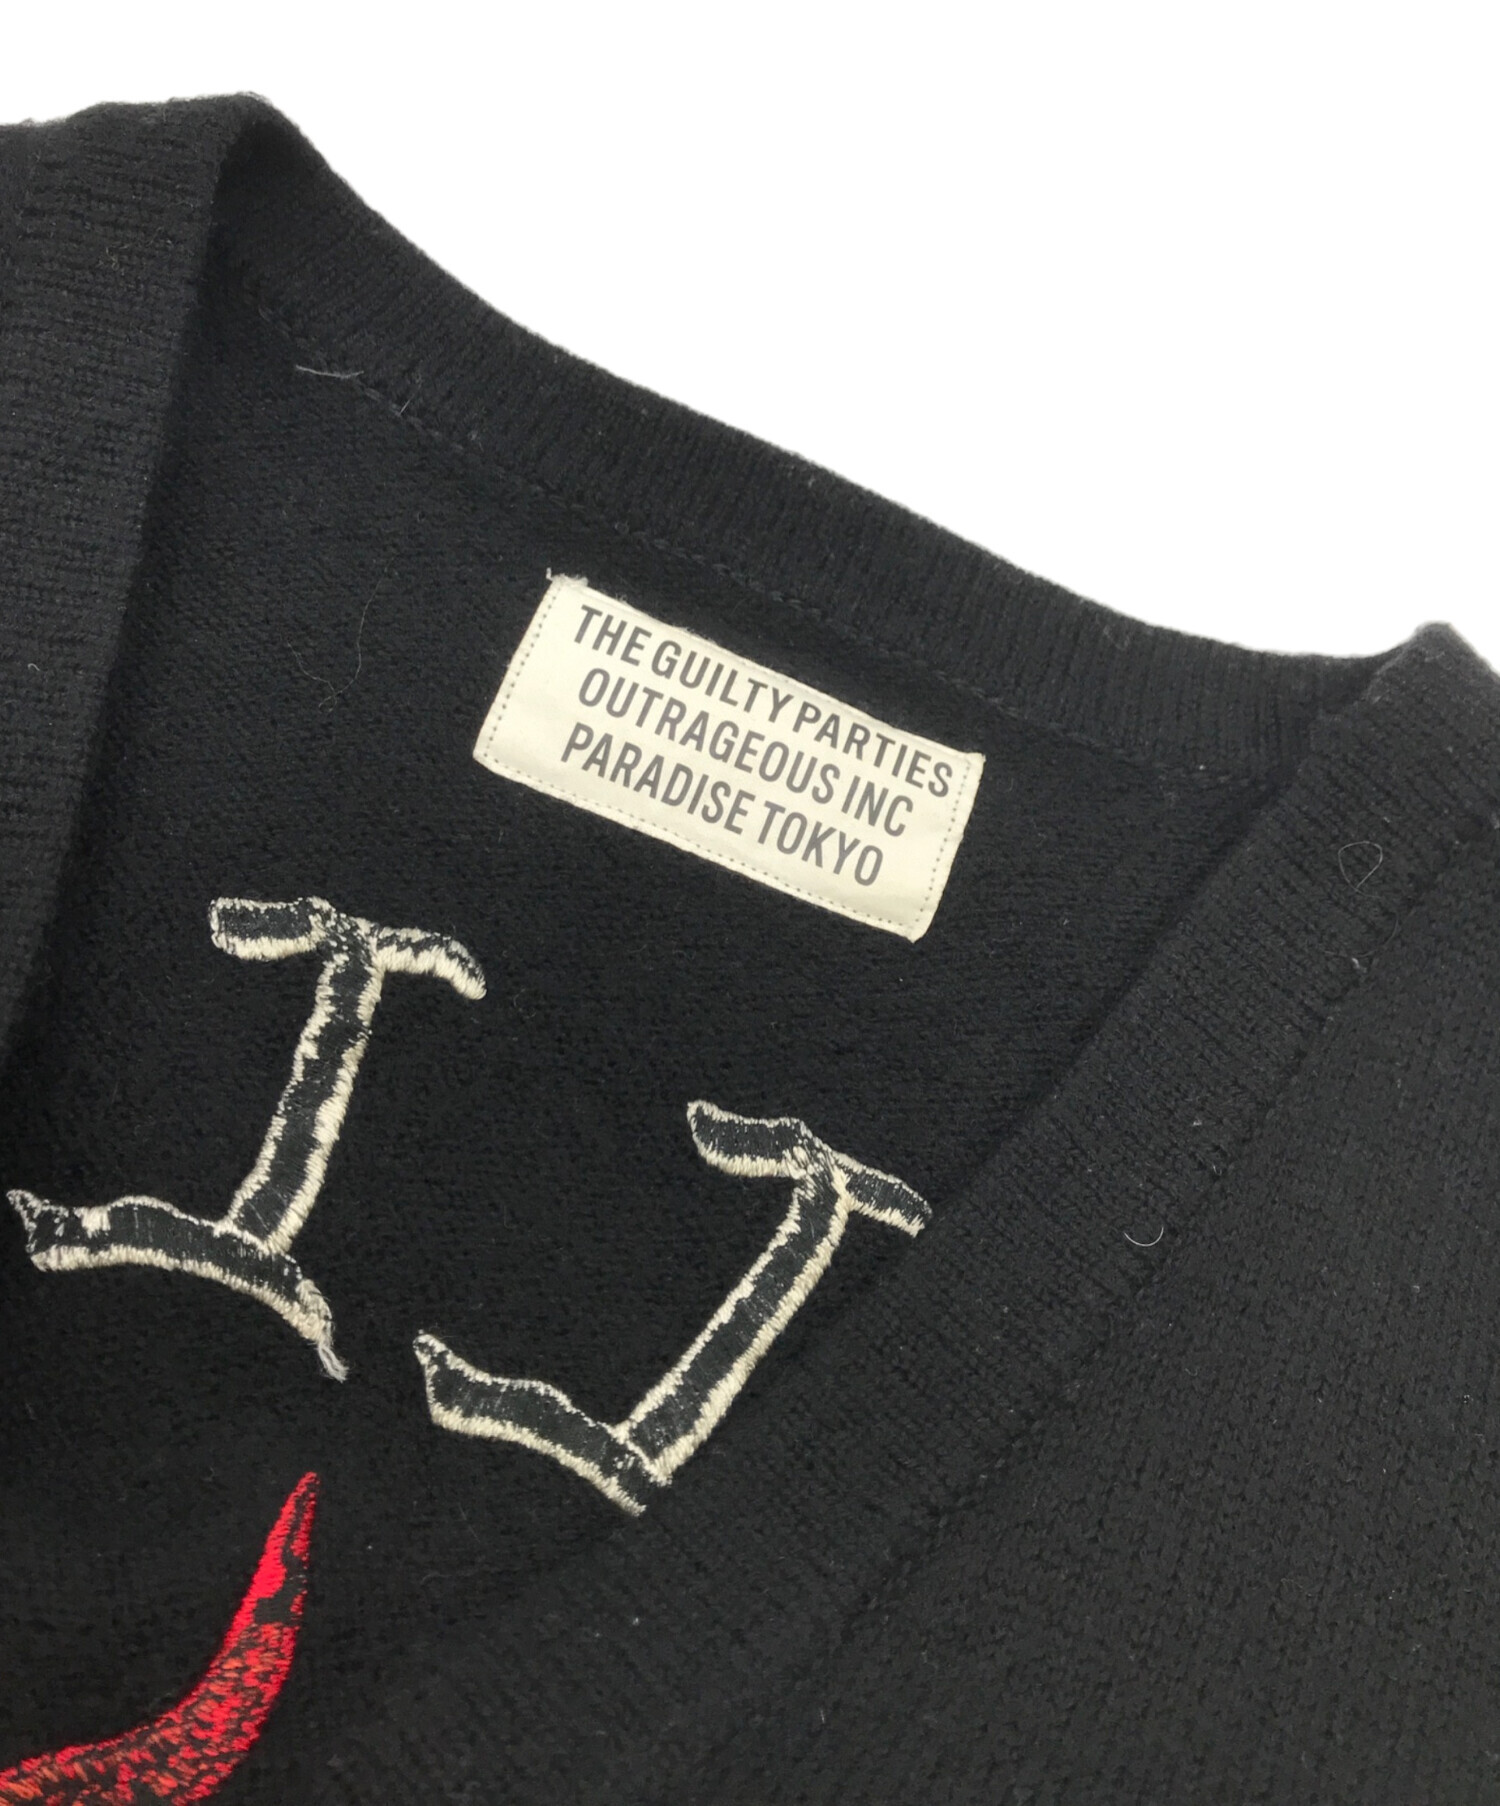 THE GUILTY PARTIES
OUTRAGEOUS INC
PARADISE TOKYO